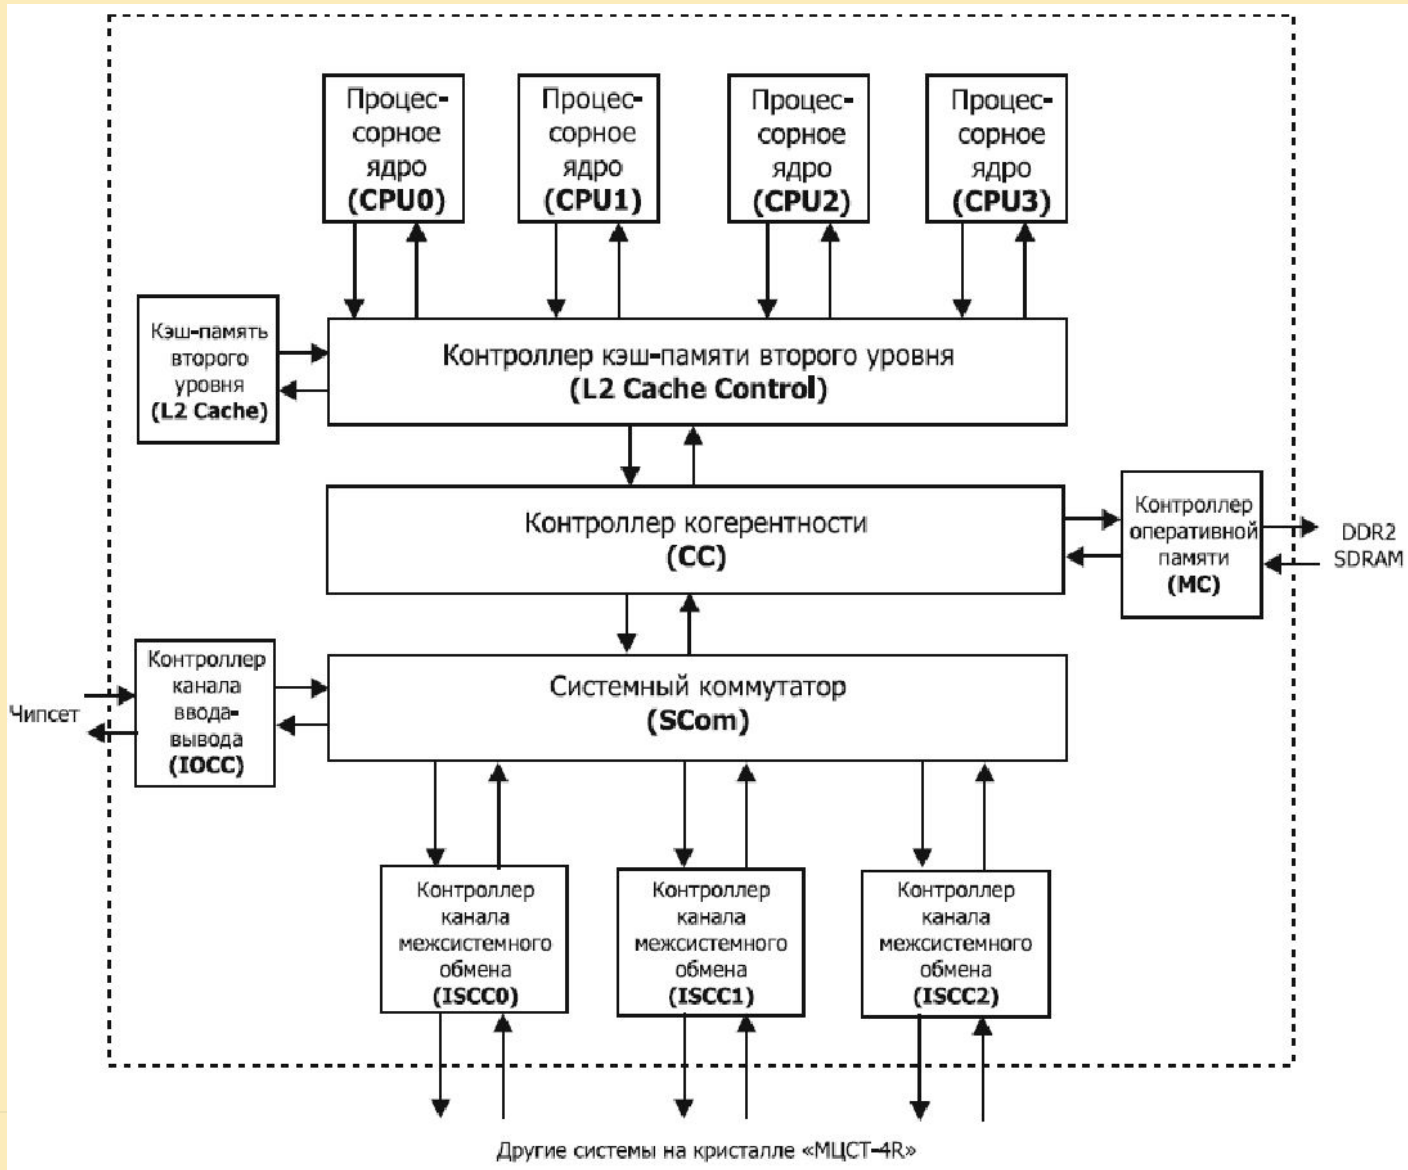 Процес-
сорное
ядро
(CPU0)
Процес-
сорное
ядро
(CPU1)
Процес-
сорное
ядро
(CPU2)
Процес-
сорное
ядро
(CPU3)
Кэш-память
второго
уровня
(L2 Cache)
Контроллер кэш-памяти второго уровня
(L2 Cache Control)
Контроллер когерентности
(CC)
Контроллер
оперативной
памяти
(MC)
DDR2
SDRAM
Чипсет
Контроллер
канала
ввода-
вывода
(IOCC)
Системный коммутатор
(SCom)
Контроллер
канала
межсистемного
обмена
(ISCC0)
Контроллер
канала
межсистемного
обмена
(ISCC1)
Контроллер
канала
межсистемного
обмена
(ISCC2)
Другие системы на кристалле «МЦСТ-4R»